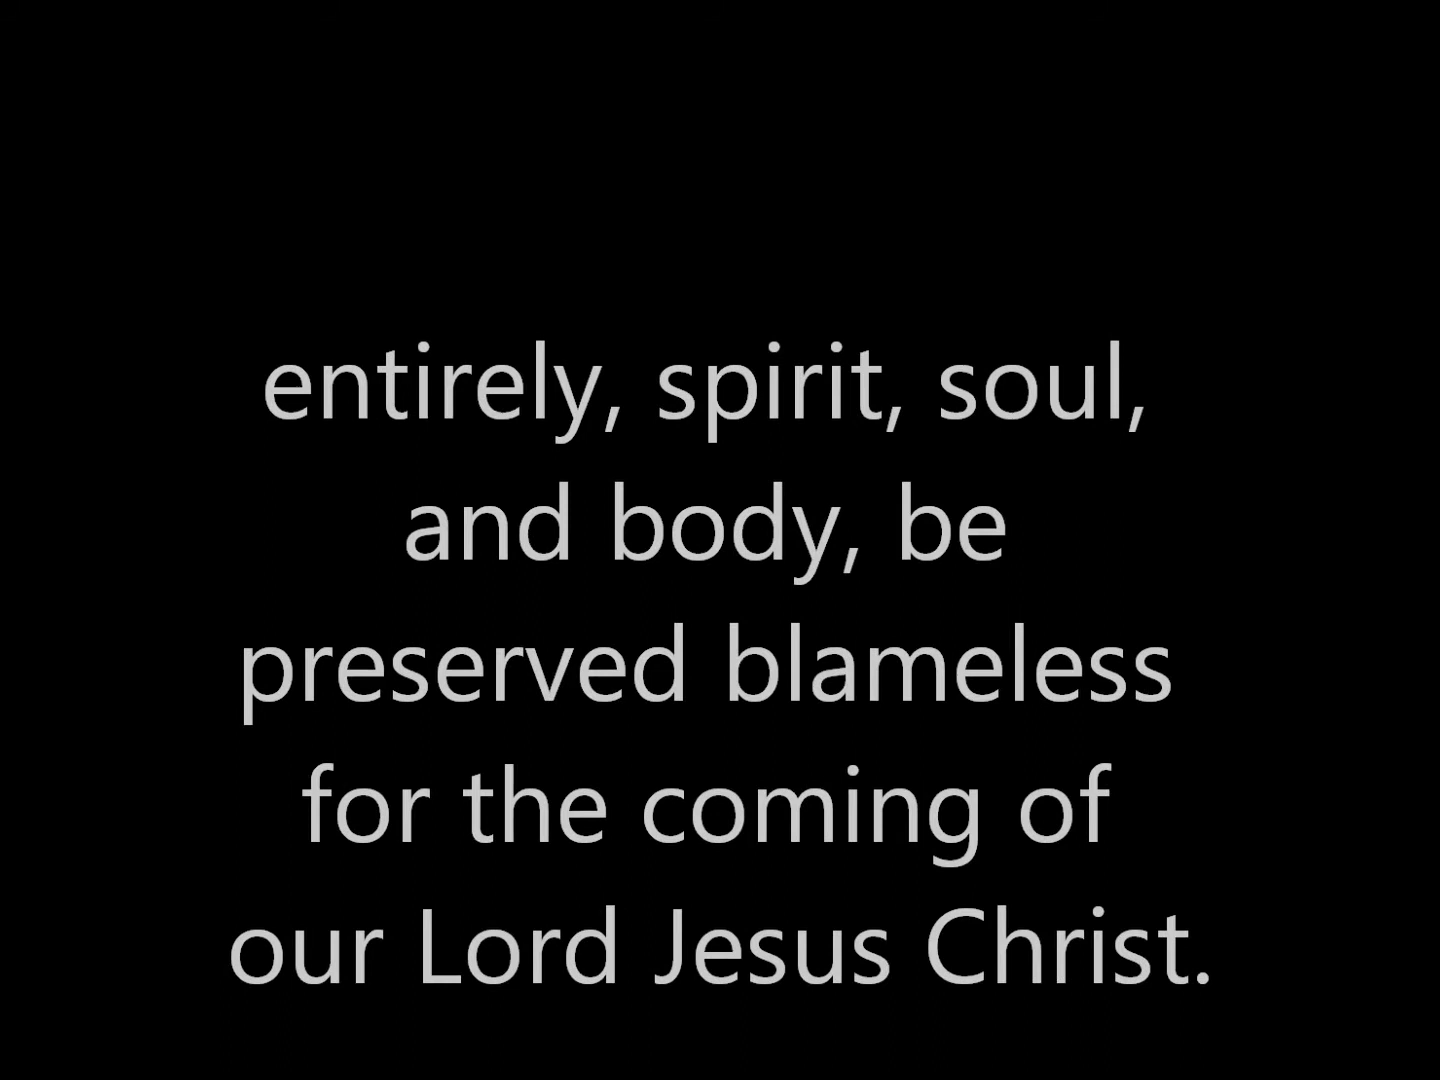 entirely, spirit, soul,
and body, be
preserved blameless
for the coming of
our Lord Jesus Christ.